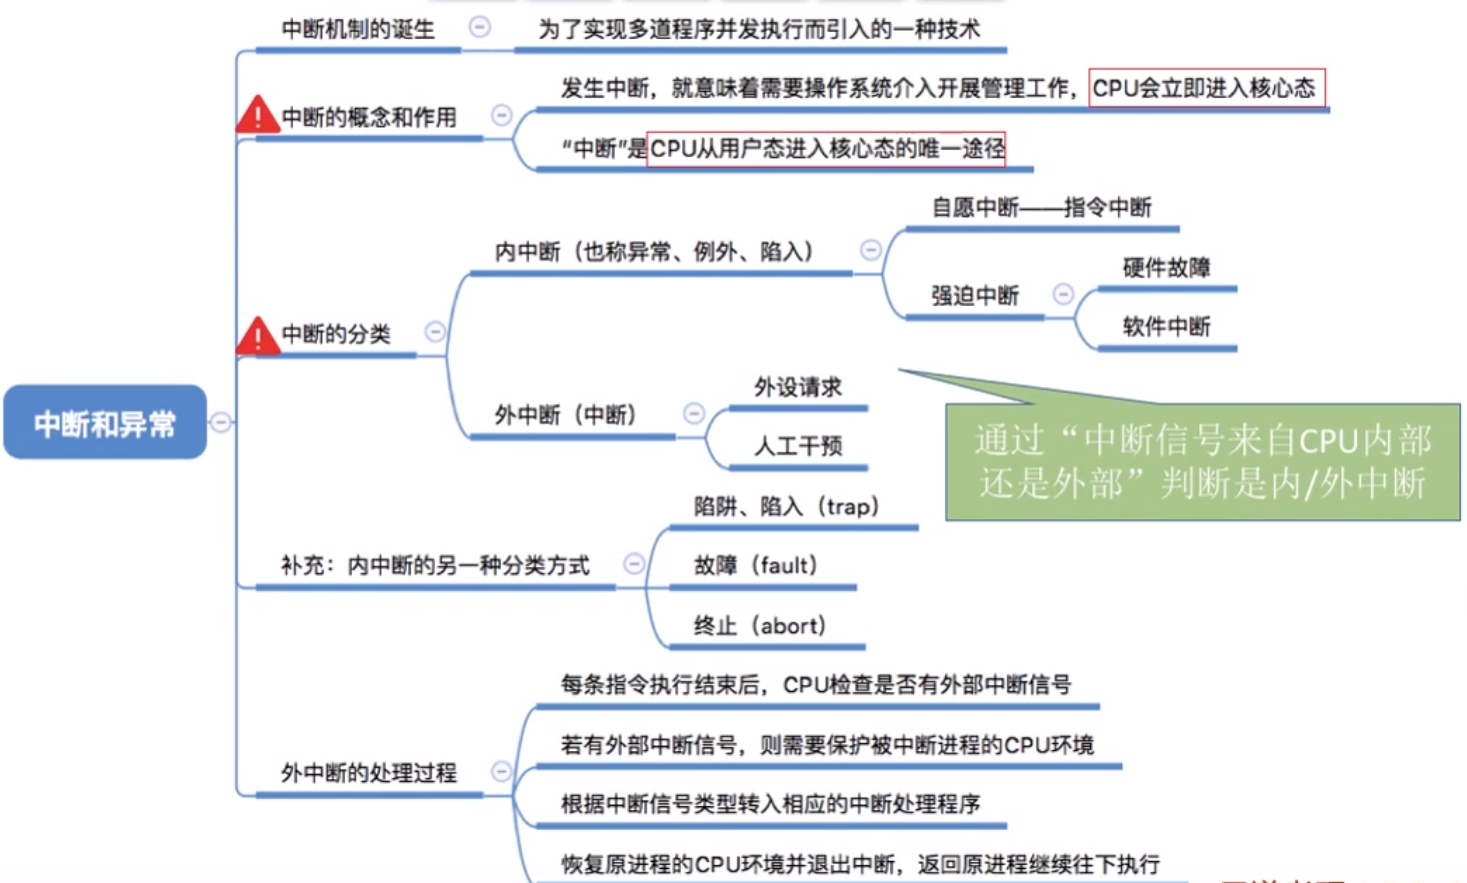 中断机制的诞生
为了实现多道程序并发执行而引入的一种技术
中断的概念和作用
发生中断，就意味着需要操作系统介入开展管理工作，CPU会立即进入核心态
“中断”是CPU从用户态进入核心态的唯一途径
中断和异常
中断的分类
内中断（也称异常、例外、陷入）
自愿中断——指令中断
强迫中断
硬件故障
软件中断
外中断（中断）
外设请求
人工干预
通过“中断信号来自CPU内部
还是外部”判断是内/外中断
补充：内中断的另一种分类方式
陷阱、陷入（trap）
故障（fault）
终止（abort）
外中断的处理过程
每条指令执行结束后，CPU检查是否有外部中断信号
若有外部中断信号，则需要保护被中断进程的CPU环境
根据中断信号类型转入相应的中断处理程序
恢复原进程的CPU环境并退出中断，返回原进程继续往下执行